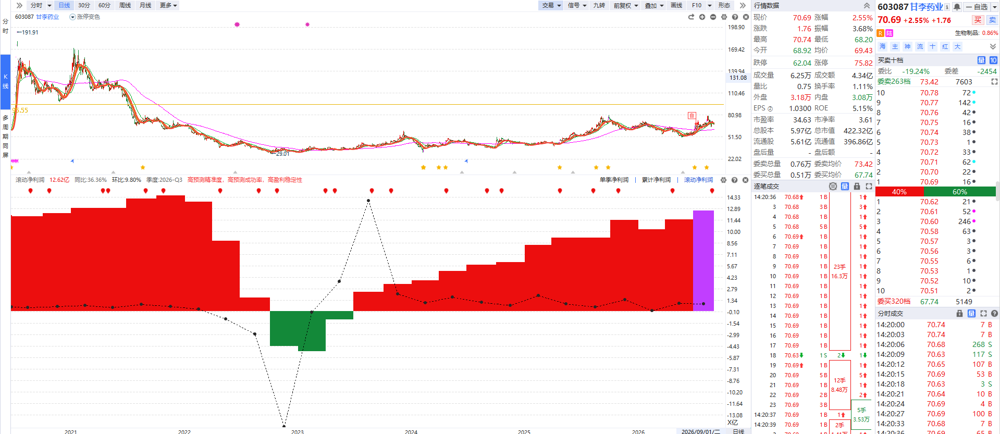 分时 日线 30分 60分 周线 月线 更多 交易 信号 九转 前复权 叠加 画线 F10 形态
603087 甘李药业 涨停变色
分时
K线
多周期同屏
←191.91
95.55
←29.01
自
198.90
169.42
139.94
131.08
110.46
80.98
51.50
22.02
滚动净利润 12.62亿 同比:36.36% 环比:9.80% 季度:2026-Q3 高预测精准度，高预测成功率，高盈利稳定性 单季净利润 | 累计净利润 | 滚动净利润
14.33
12.89
11.44
10.00
8.56
7.11
5.67
4.23
2.79
1.34
-0.10
-1.54
-2.99
-4.43
-5.87
-7.31
-8.76
-10.20
-11.64
-13.08
X亿
2021 2022 2023 2024 2025 2026 2026/09/01/二 日线
行情数据
现价 70.69 涨幅 2.55%
涨跌 1.76 振幅 3.68%
最高 70.74 最低 68.20
今开 68.92 均价 69.43
跌停 62.04 涨停 75.82
成交量 6.25万 成交额 4.34亿
量比 0.75 换手率 1.11%
外盘 3.18万 内盘 3.08万
EPS ② 1.0300 ROE 5.15%
市盈率 34.63 市净率 3.61
总股本 5.97亿 总市值 422.32亿
流通股 5.61亿 流通值 396.86亿
盘后量 - 盘后额 -
委卖总量 0.76万 委卖均价 73.42
委买总量 0.51万 委买均价 67.74
逐笔成交 量
14:20:36 70.68 1 B 1
3 70.68 3 B 3
4 70.68 1 B 1
5 70.68 5 B 5
6 70.69 1 B 1
7 70.69 1 B 1
8 70.69 1 B 1
9 70.69 1 B 23手 1
10 70.69 1 B 16.3万 1
11 70.69 1 B 1
12 70.69 1 B 1
13 70.69 1 B 1
14 70.69 1 B 1
15 70.69 1 B 1
16 70.69 1 B 1
17 70.69 1 B 1
18 70.63 1 S 2 1
19 70.69 1 B 1
20 70.69 5 B 5
21 70.69 1 B 12手 1
22 70.69 2 B 8.48万 2
23 70.69 3 B
14:20:37 70.69 1 B 1 5手
14:20:39 70.69 1 B 2手 3.53万
603087 甘李药业 自选
70.69 +2.55% +1.76 买 卖
R 陆 生物制品: 0.86%
海 主 神 流 十 红 大
买卖十档 量 10
委比 -19.24% 委差 -2454
委卖263档 73.42 7603
10 70.78 72
9 70.77 142
8 70.76 42
7 70.75 16
6 70.74 38
5 70.73 1
4 70.72 33
3 70.71 62
2 70.70 22
1 70.69 16
40% 60%
1 70.62 21
2 70.61 52
3 70.60 246
4 70.58 63
5 70.57 3
6 70.56 3
7 70.55 6
8 70.53 1
9 70.52 10
10 70.51 2
委买320档 67.74 5149
分时成交 量
14:20:00 70.74 7 B
14:20:03 70.74 7 B
14:20:06 70.68 268 S
14:20:09 70.63 117 S
14:20:12 70.65 107 B
14:20:15 70.69 53 B
14:20:18 70.63 3 S
14:20:21 70.64 10 B
14:20:24 70.69 4 B
14:20:27 70.69 100 B
14:20:33 70.68 7 B
14:20:36 70.69 65 B